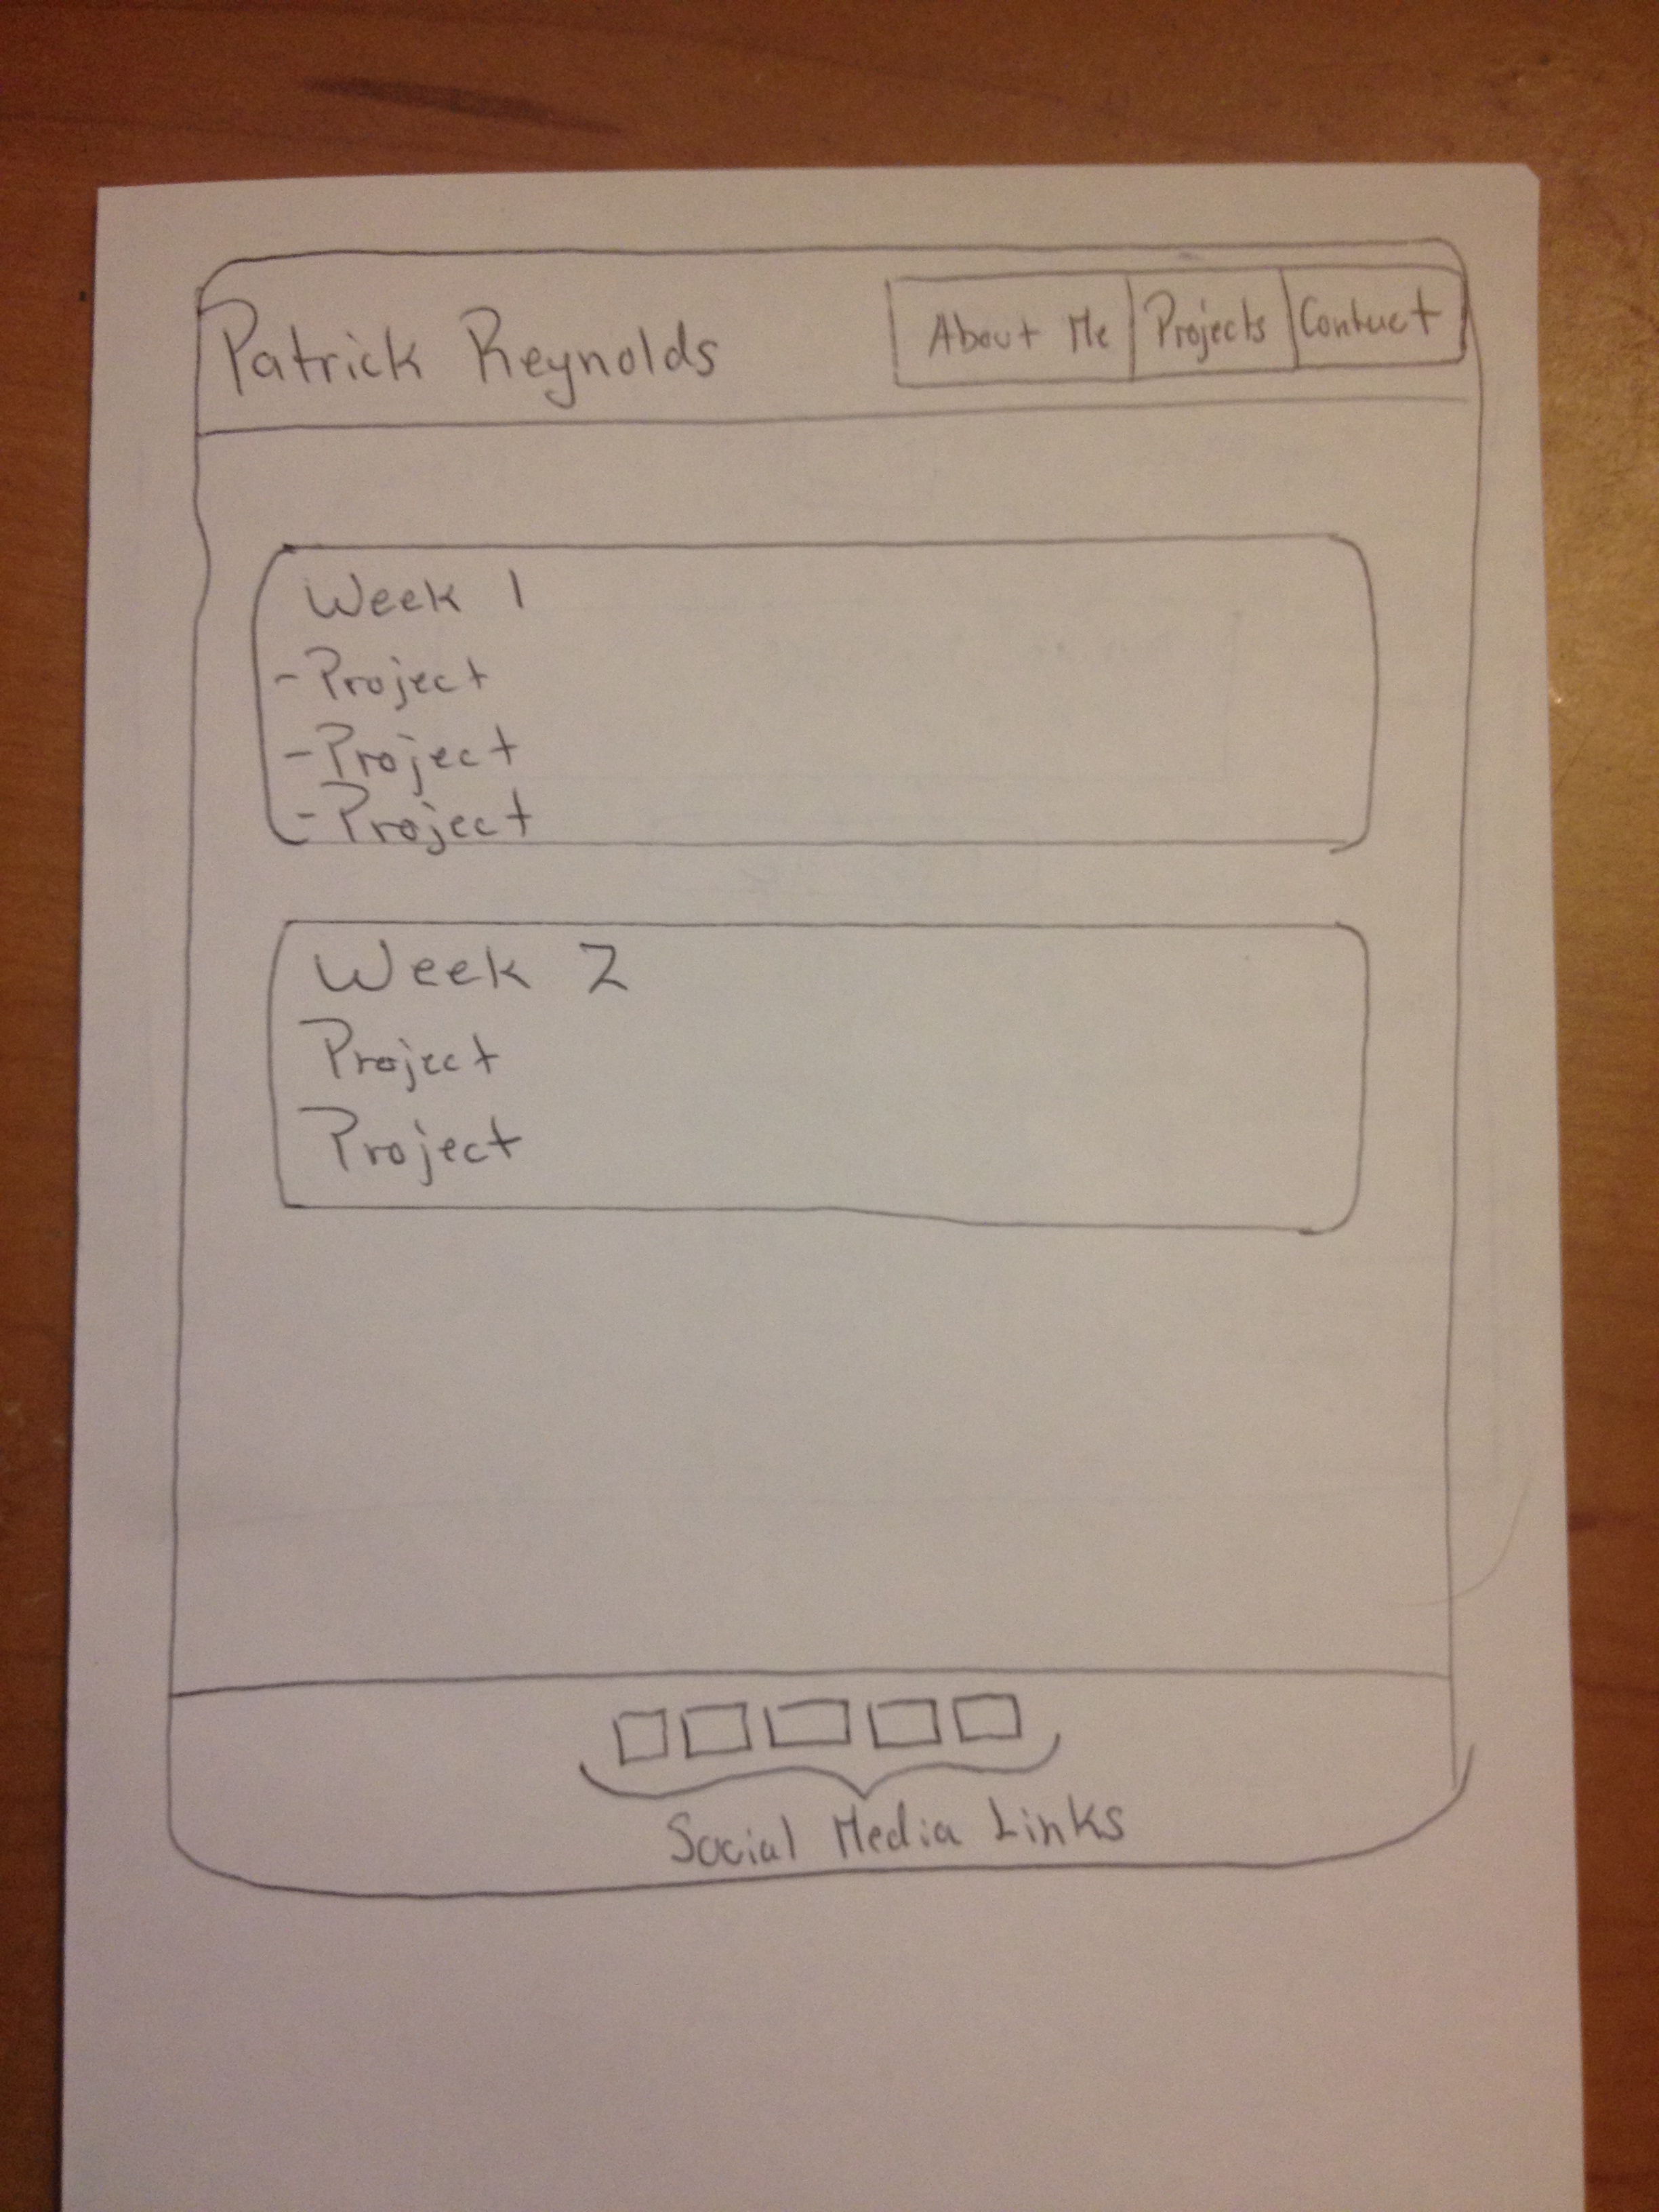 Patrick Reynolds
About Me
Projects
Contact
Week 1
- Project
- Project
- Project
Week 2
Project
Project
Social Media Links